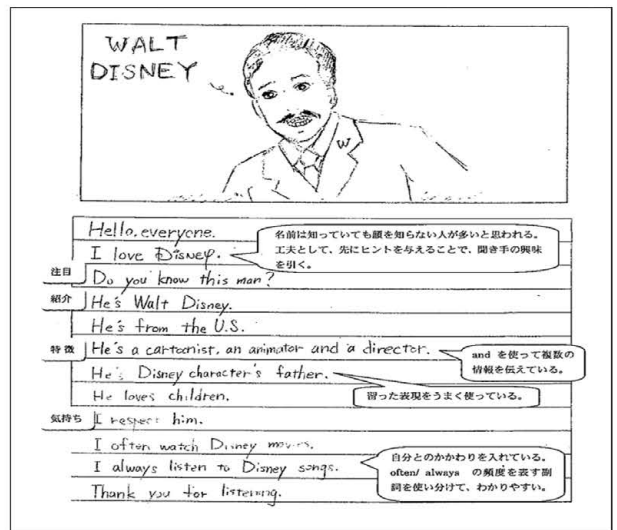 WALT
DISNEY
W
Hello, everyone.
I love Disney.
名前は知っていても顔を知らない人が多いと思われる。
工夫として、先にヒントを与えることで、聞き手の興味
を引く。
注目
Do you know this man?
紹介
He's Walt Disney.
He's from the U.S.
特徴
He's a cartoonist, an animator and a director.
and を使って複数の
情報を伝えている。
He's Disney character's father.
習った表現をうまく使っている。
He loves children.
気持ち
I respect him.
I often watch Disney movies.
自分とのかかわりを入れている。
often/ always の頻度を表す副
詞を使い分けて、わかりやすい。
I always listen to Disney songs.
Thank you for listening.